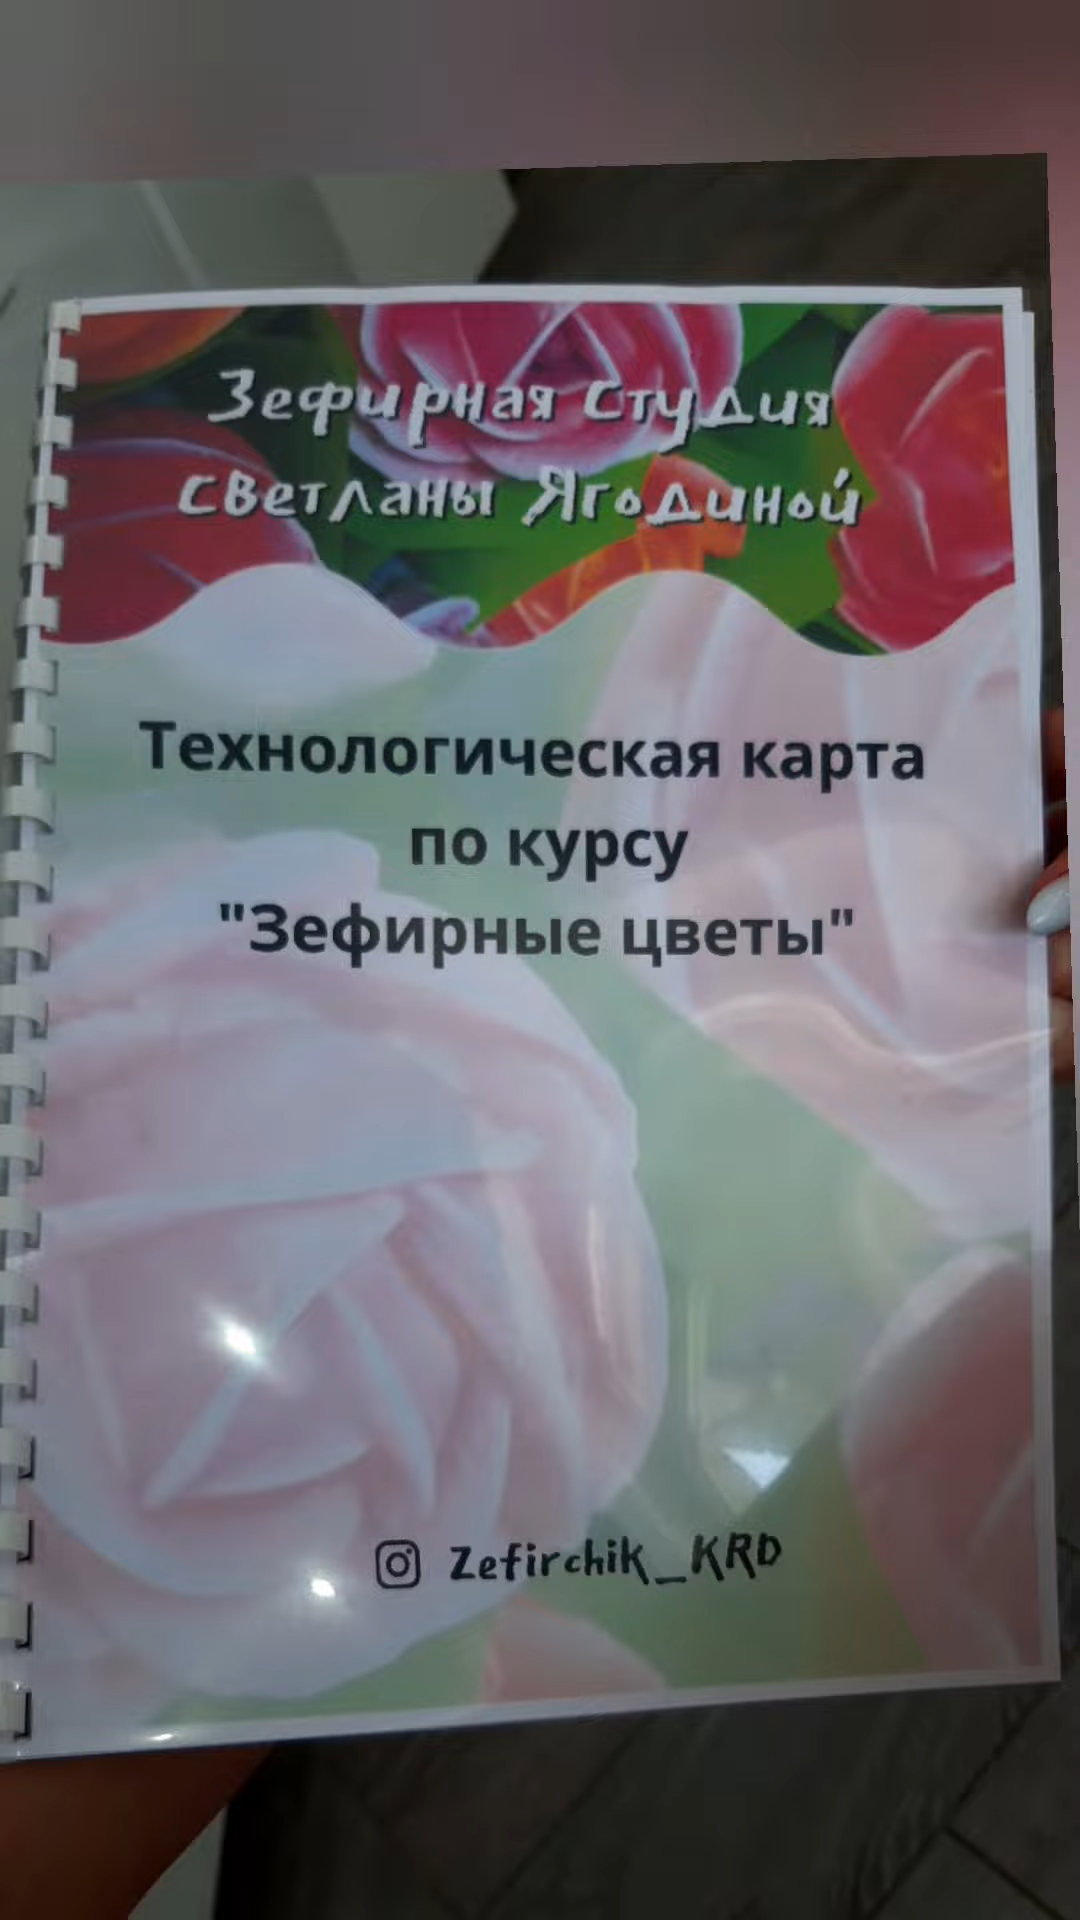 Зефирная Студия
Светланы Ягодиной
Технологическая карта
по курсу
"Зефирные цветы"
Zefirchik_KRD